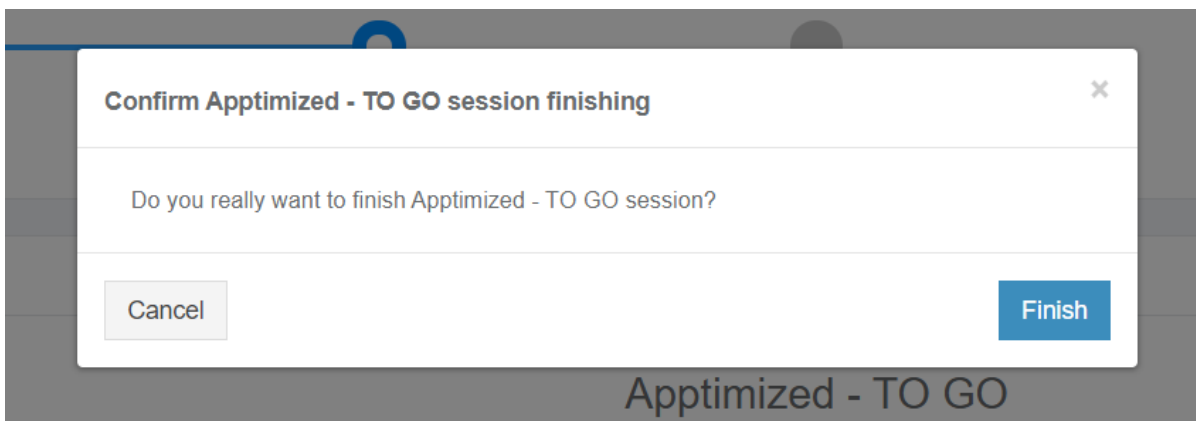 Confirm Apptimized - TO GO session finishing
×
Do you really want to finish Apptimized - TO GO session?
Cancel
Finish
Apptimized - TO GO